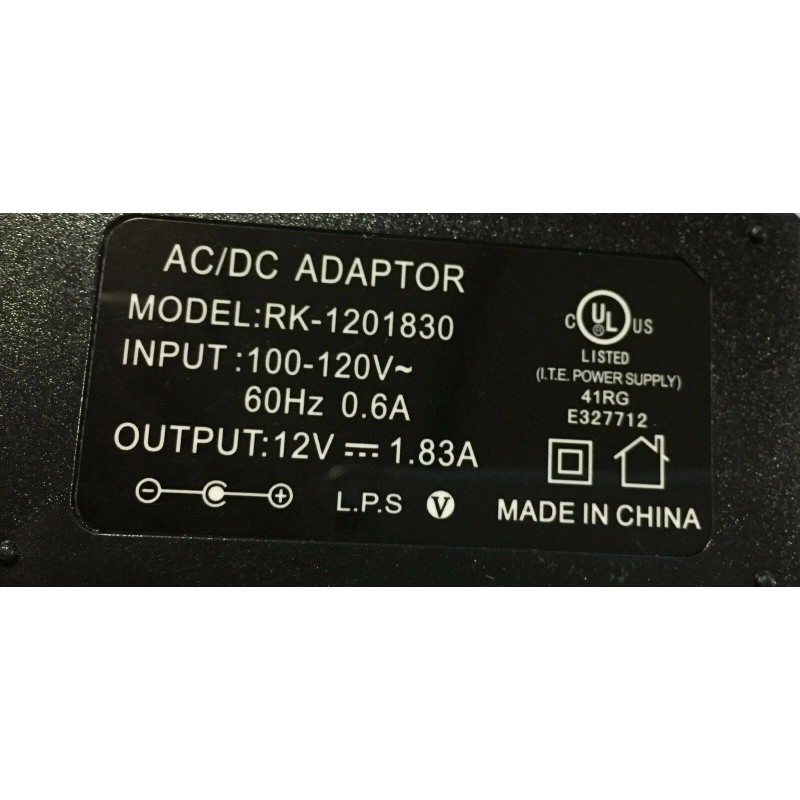 AC/DC ADAPTOR
MODEL:RK-1201830
INPUT:100-120V~
60Hz 0.6A
OUTPUT:12V⎓1.83A
L.P.S V
C UL® US
LISTED
(I.T.E. POWER SUPPLY)
41RG
E327712
MADE IN CHINA